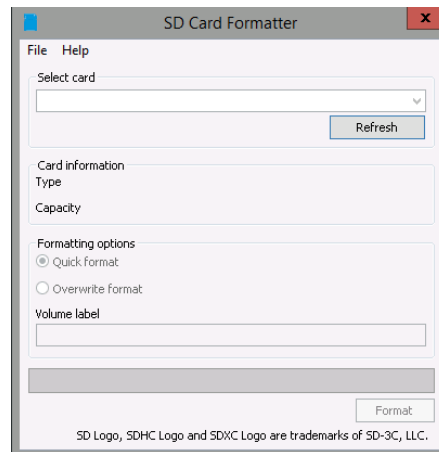 SD Card Formatter
x
File Help
Select card
Refresh
Card information
Type
Capacity
Formatting options
Quick format
Overwrite format
Volume label
Format
SD Logo, SDHC Logo and SDXC Logo are trademarks of SD-3C, LLC.